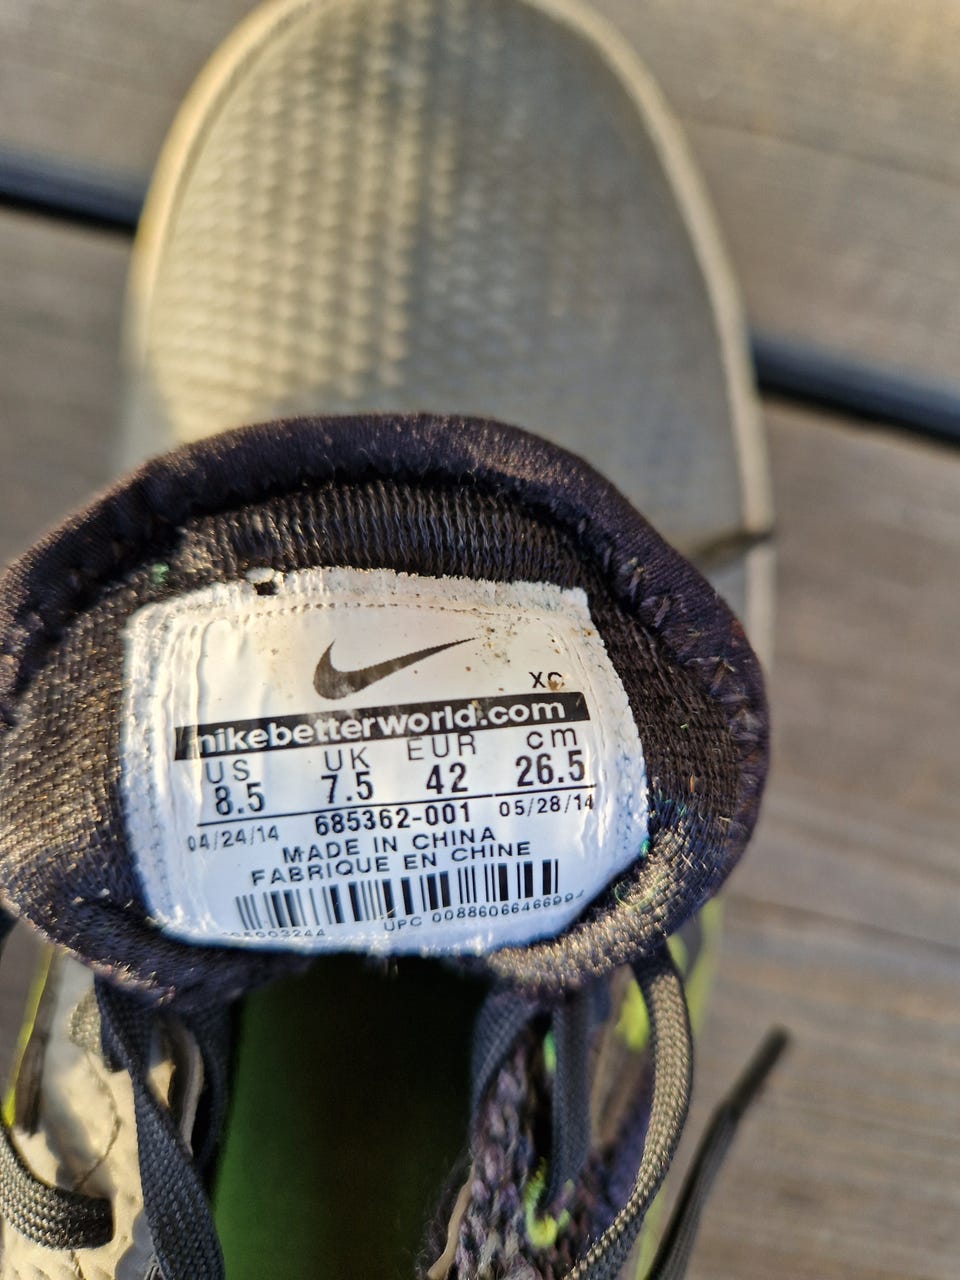 XC
nikebetterworld.com
US UK EUR cm
8.5 7.5 42 26.5
04/24/14 685362-001 05/28/14
MADE IN CHINA
FABRIQUE EN CHINE
UPC